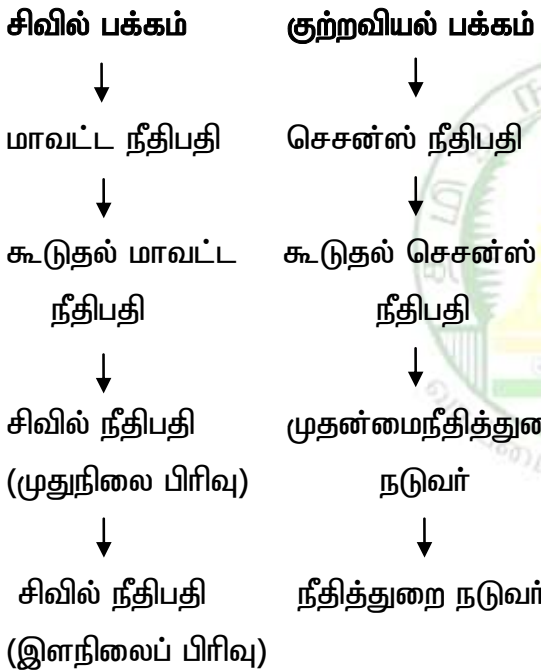 சிவில் பக்கம் குற்றவியல் பக்கம்
மாவட்ட நீதிபதி செசன்ஸ் நீதிபதி
கூடுதல் மாவட்ட கூடுதல் செசன்ஸ்
நீதிபதி நீதிபதி
சிவில் நீதிபதி முதன்மைநீதித்துறை
(முதுநிலை பிரிவு) நடுவர்
சிவில் நீதிபதி நீதித்துறை நடுவர்
(இளநிலைப் பிரிவு)